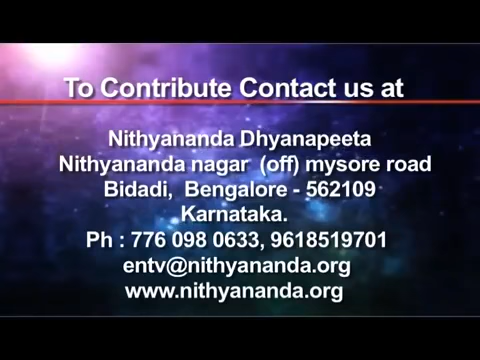 To Contribute Contact us at
Nithyananda Dhyanapeeta
Nithyananda nagar (off) mysore road
Bidadi, Bengalore - 562109
Karnataka.
Ph : 776 098 0633, 9618519701
entv@nithyananda.org
www.nithyananda.org